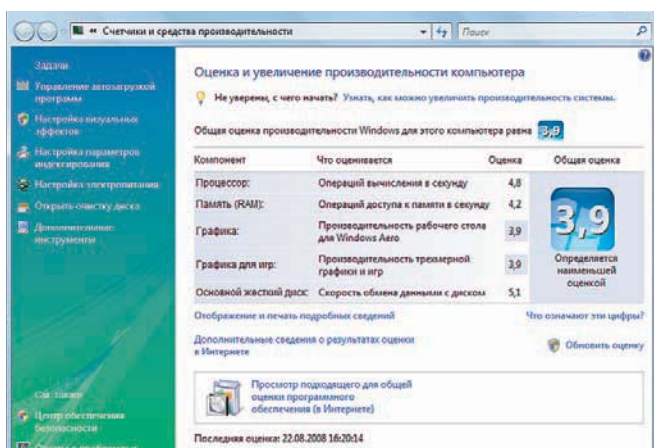 Счетчики и средства производительности
Поиск
Задачи
Управление автозагрузкой
программ
Настройка визуальных
эффектов
Настройка параметров
индексирования
Настройка электропитания
Открыть очистку диска
Дополнительные
инструменты
См. также
Центр обеспечения
безопасности
Оценка и увеличение производительности компьютера
Не уверены, с чего начать? Узнать, как можно увеличить производительность системы.
Общая оценка производительности Windows для этого компьютера равна 3,9
Компонент Что оценивается Оценка Общая оценка
Процессор: Операций вычисления в секунду 4,8
Память (RAM): Операций доступа к памяти в секунду 4,2
Графика: Производительность рабочего стола
для Windows Aero 3,9
Графика для игр: Производительность трехмерной
графики и игр 3,9
Основной жесткий диск: Скорость обмена данными с диском 5,1
3,9
Определяется
наименьшей
оценкой
Отображение и печать подробных сведений
Что означают эти цифры?
Дополнительные сведения о результатах оценки
в Интернете
Обновить оценку
Просмотр подходящего для общей
оценки программного
обеспечения (в Интернете)
Последняя оценка: 22.08.2008 16:20:14